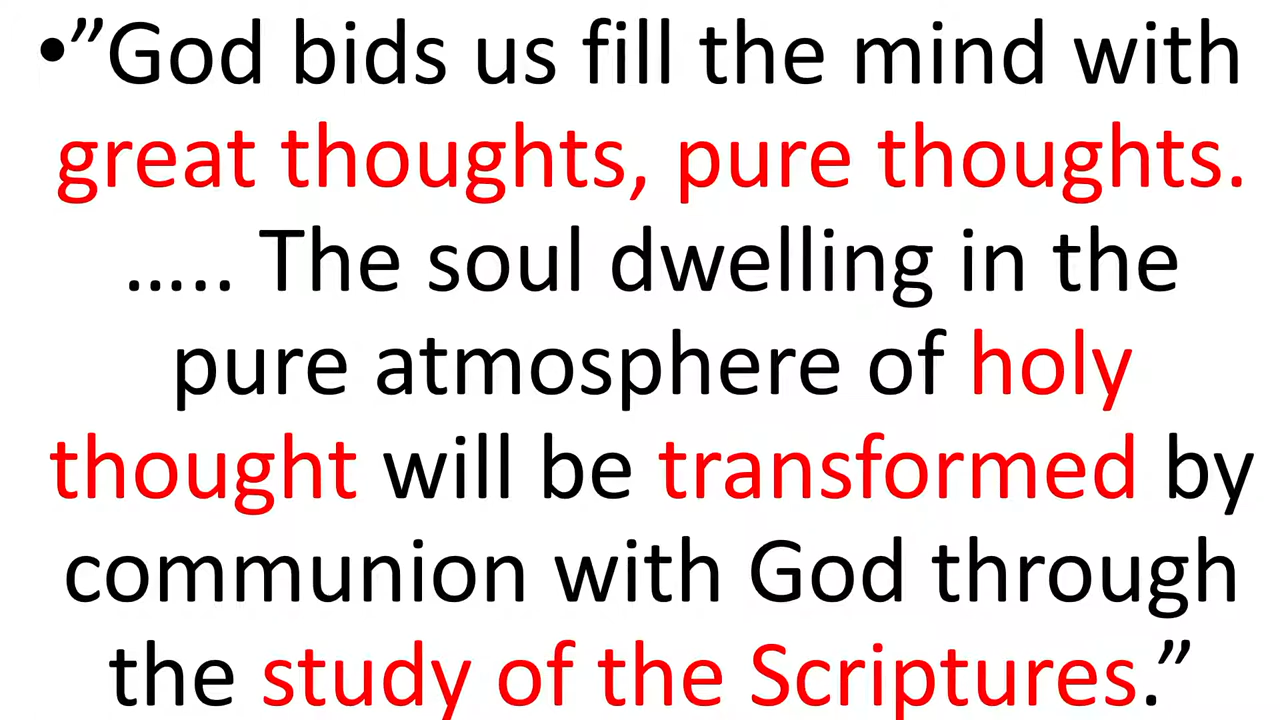 •”God bids us fill the mind with
great thoughts, pure thoughts.
….. The soul dwelling in the
pure atmosphere of holy
thought will be transformed by
communion with God through
the study of the Scriptures.”